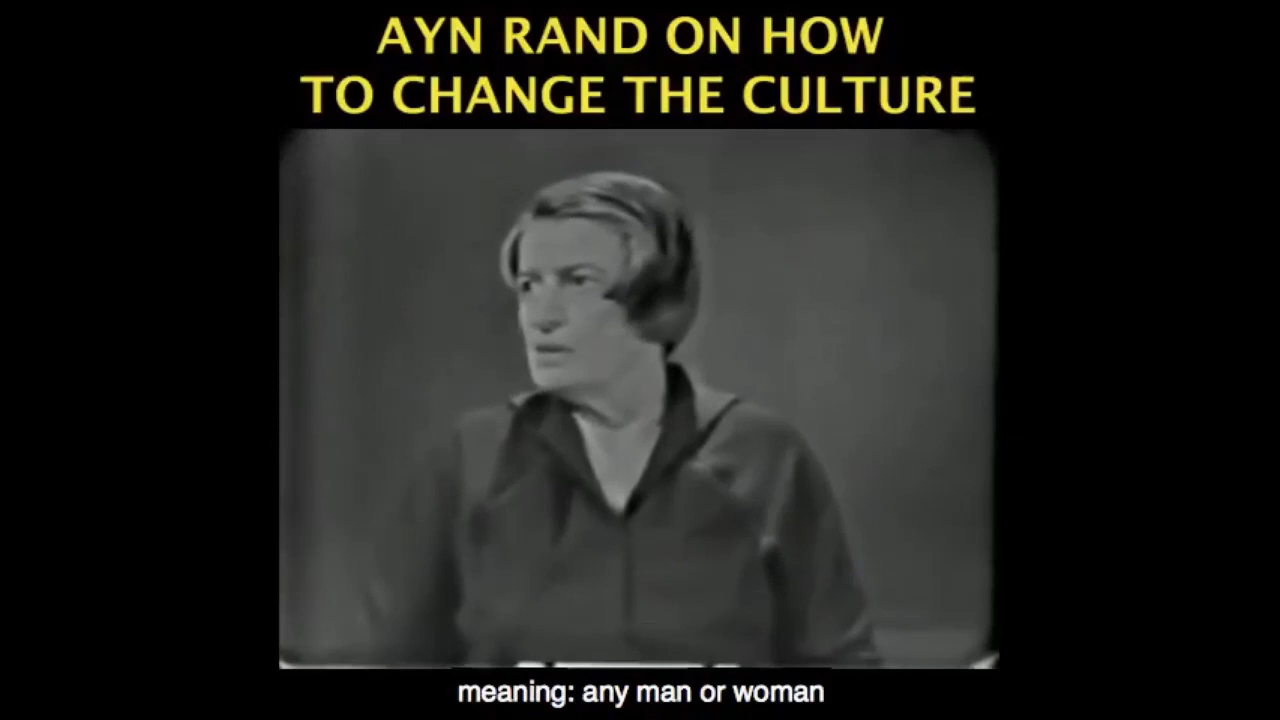 AYN RAND ON HOW
TO CHANGE THE CULTURE
meaning: any man or woman